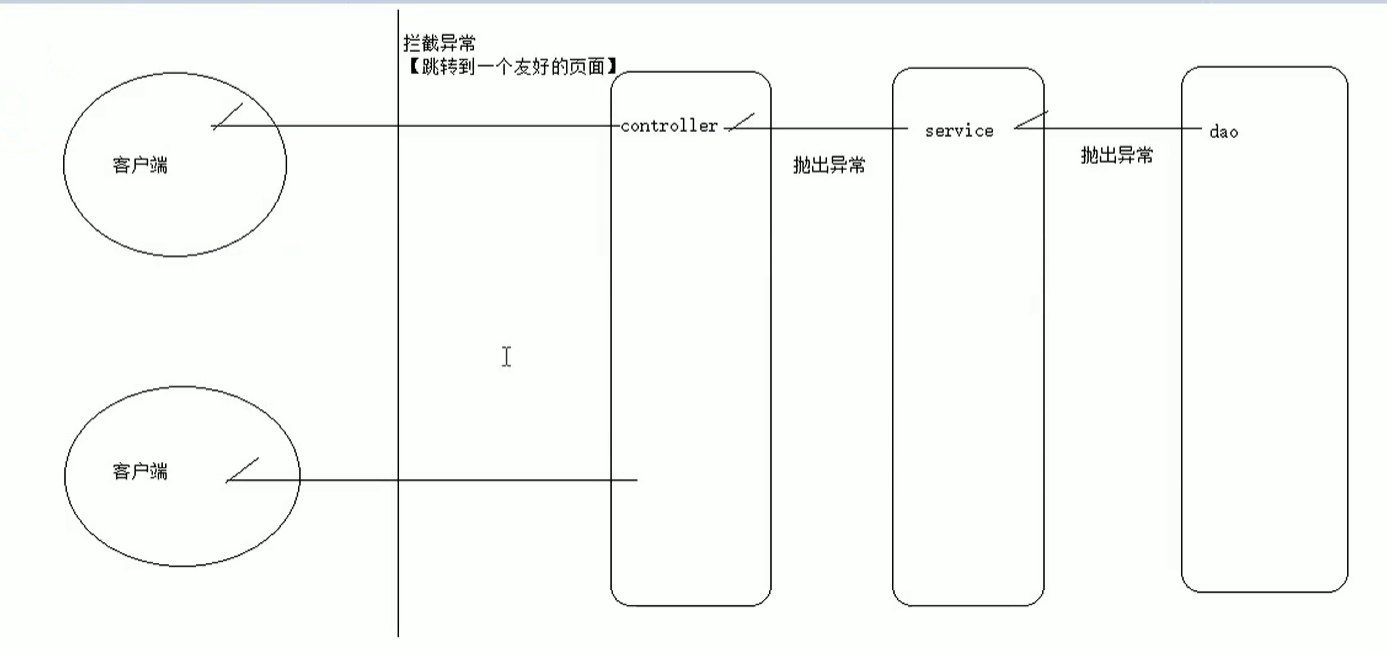 拦截异常
【跳转到一个友好的页面】
controller
service
dao
客户端
抛出异常
抛出异常
客户端